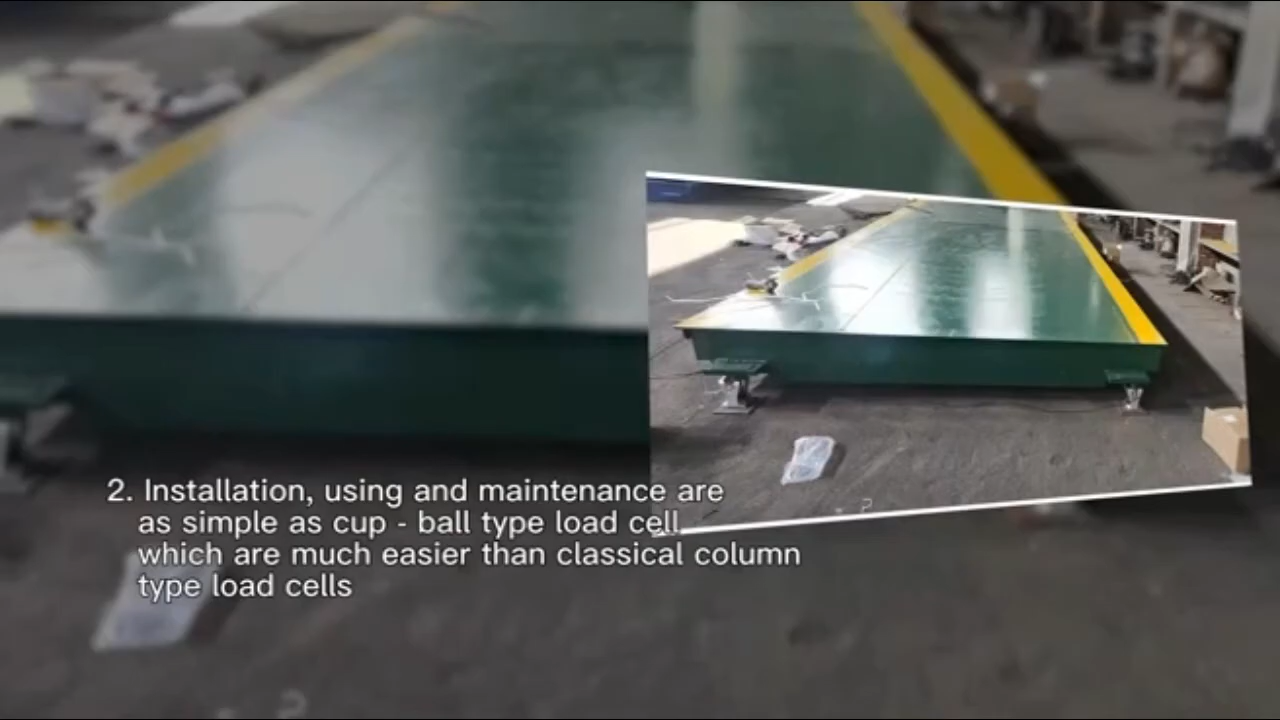 2. Installation, using and maintenance are
as simple as cup - ball type load cell
which are much easier than classical column
type load cells